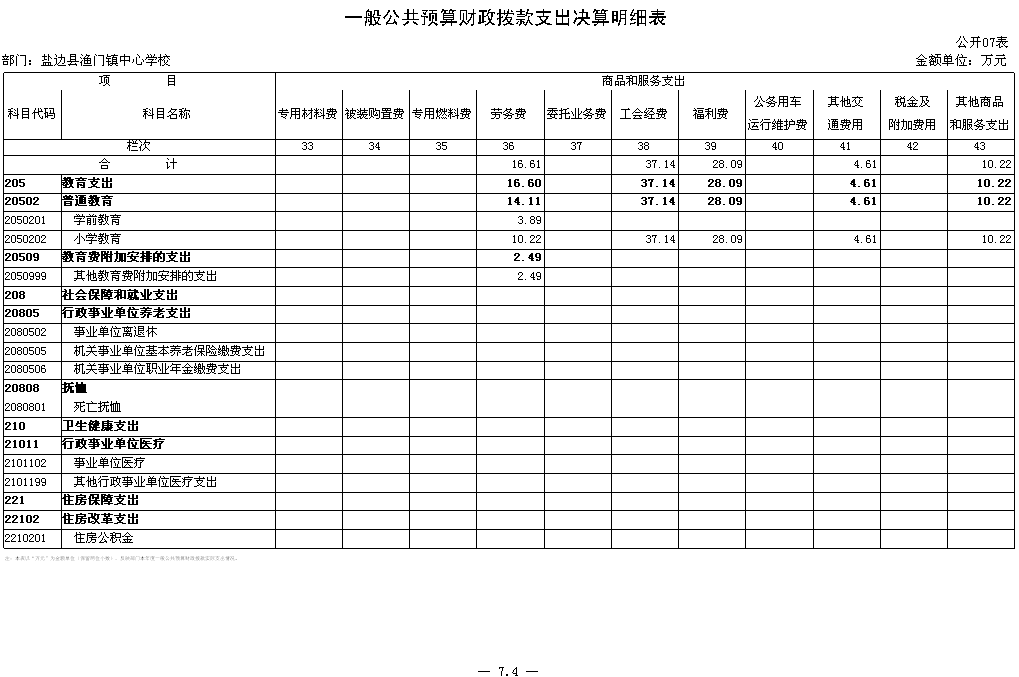 一般公共预算财政拨款支出决算明细表
公开07表
部门：盐边县渔门镇中心学校 金额单位：万元
项 目 商品和服务支出
科目代码 科目名称 专用材料费 被装购置费 专用燃料费 劳务费 委托业务费 工会经费 福利费 公务用车运行维护费 其他交通费用 税金及附加费用 其他商品和服务支出
栏次 33 34 35 36 37 38 39 40 41 42 43
合 计 16.61 37.14 28.09 4.61 10.22
205 教育支出 16.60 37.14 28.09 4.61 10.22
20502 普通教育 14.11 37.14 28.09 4.61 10.22
2050201 学前教育 3.89
2050202 小学教育 10.22 37.14 28.09 4.61 10.22
20509 教育费附加安排的支出 2.49
2050999 其他教育费附加安排的支出 2.49
208 社会保障和就业支出
20805 行政事业单位养老支出
2080502 事业单位离退休
2080505 机关事业单位基本养老保险缴费支出
2080506 机关事业单位职业年金缴费支出
20808 抚恤
2080801 死亡抚恤
210 卫生健康支出
21011 行政事业单位医疗
2101102 事业单位医疗
2101199 其他行政事业单位医疗支出
221 住房保障支出
22102 住房改革支出
2210201 住房公积金
— 7.4 —